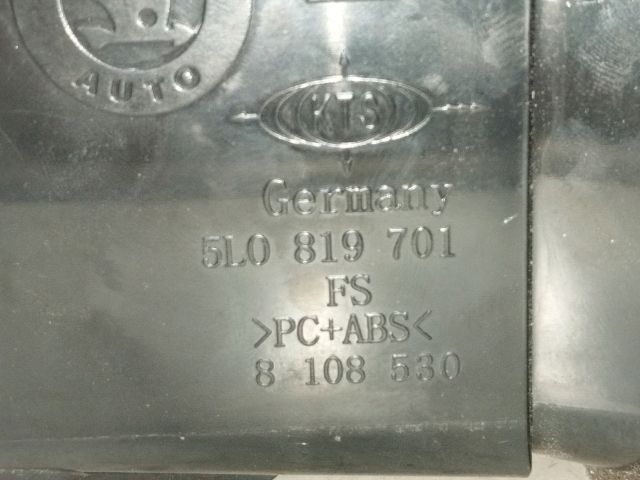 AUTO
KTS
Germany
5L0 819 701
FS
>PC+ABS<
8 108 530